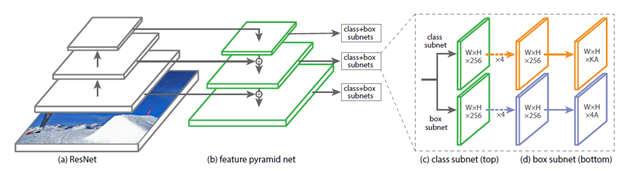 class+box
subnets
class+box
subnets
class+box
subnets
class
subnet
W×H
×256
×4
W×H
×256
W×H
×KA
box
subnet
W×H
×256
×4
W×H
×256
W×H
×4A
(a) ResNet
(b) feature pyramid net
(c) class subnet (top)
(d) box subnet (bottom)